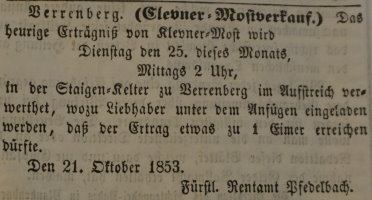 Verrenberg. (Clevner-Mostverkauf.) Das
heurige Erträgniß von Klevner-Most wird
Dienstag den 25. dieses Monats,
Mittags 2 Uhr,
in der Staigen-Kelter zu Verrenberg im Aufstreich ver-
werthet, wozu Liebhaber unter dem Anfügen eingeladen
werden, daß der Ertrag etwas zu 1 Eimer erreichen
dürfte.
Den 21. Oktober 1853.
Fürstl. Rentamt Pfedelbach.